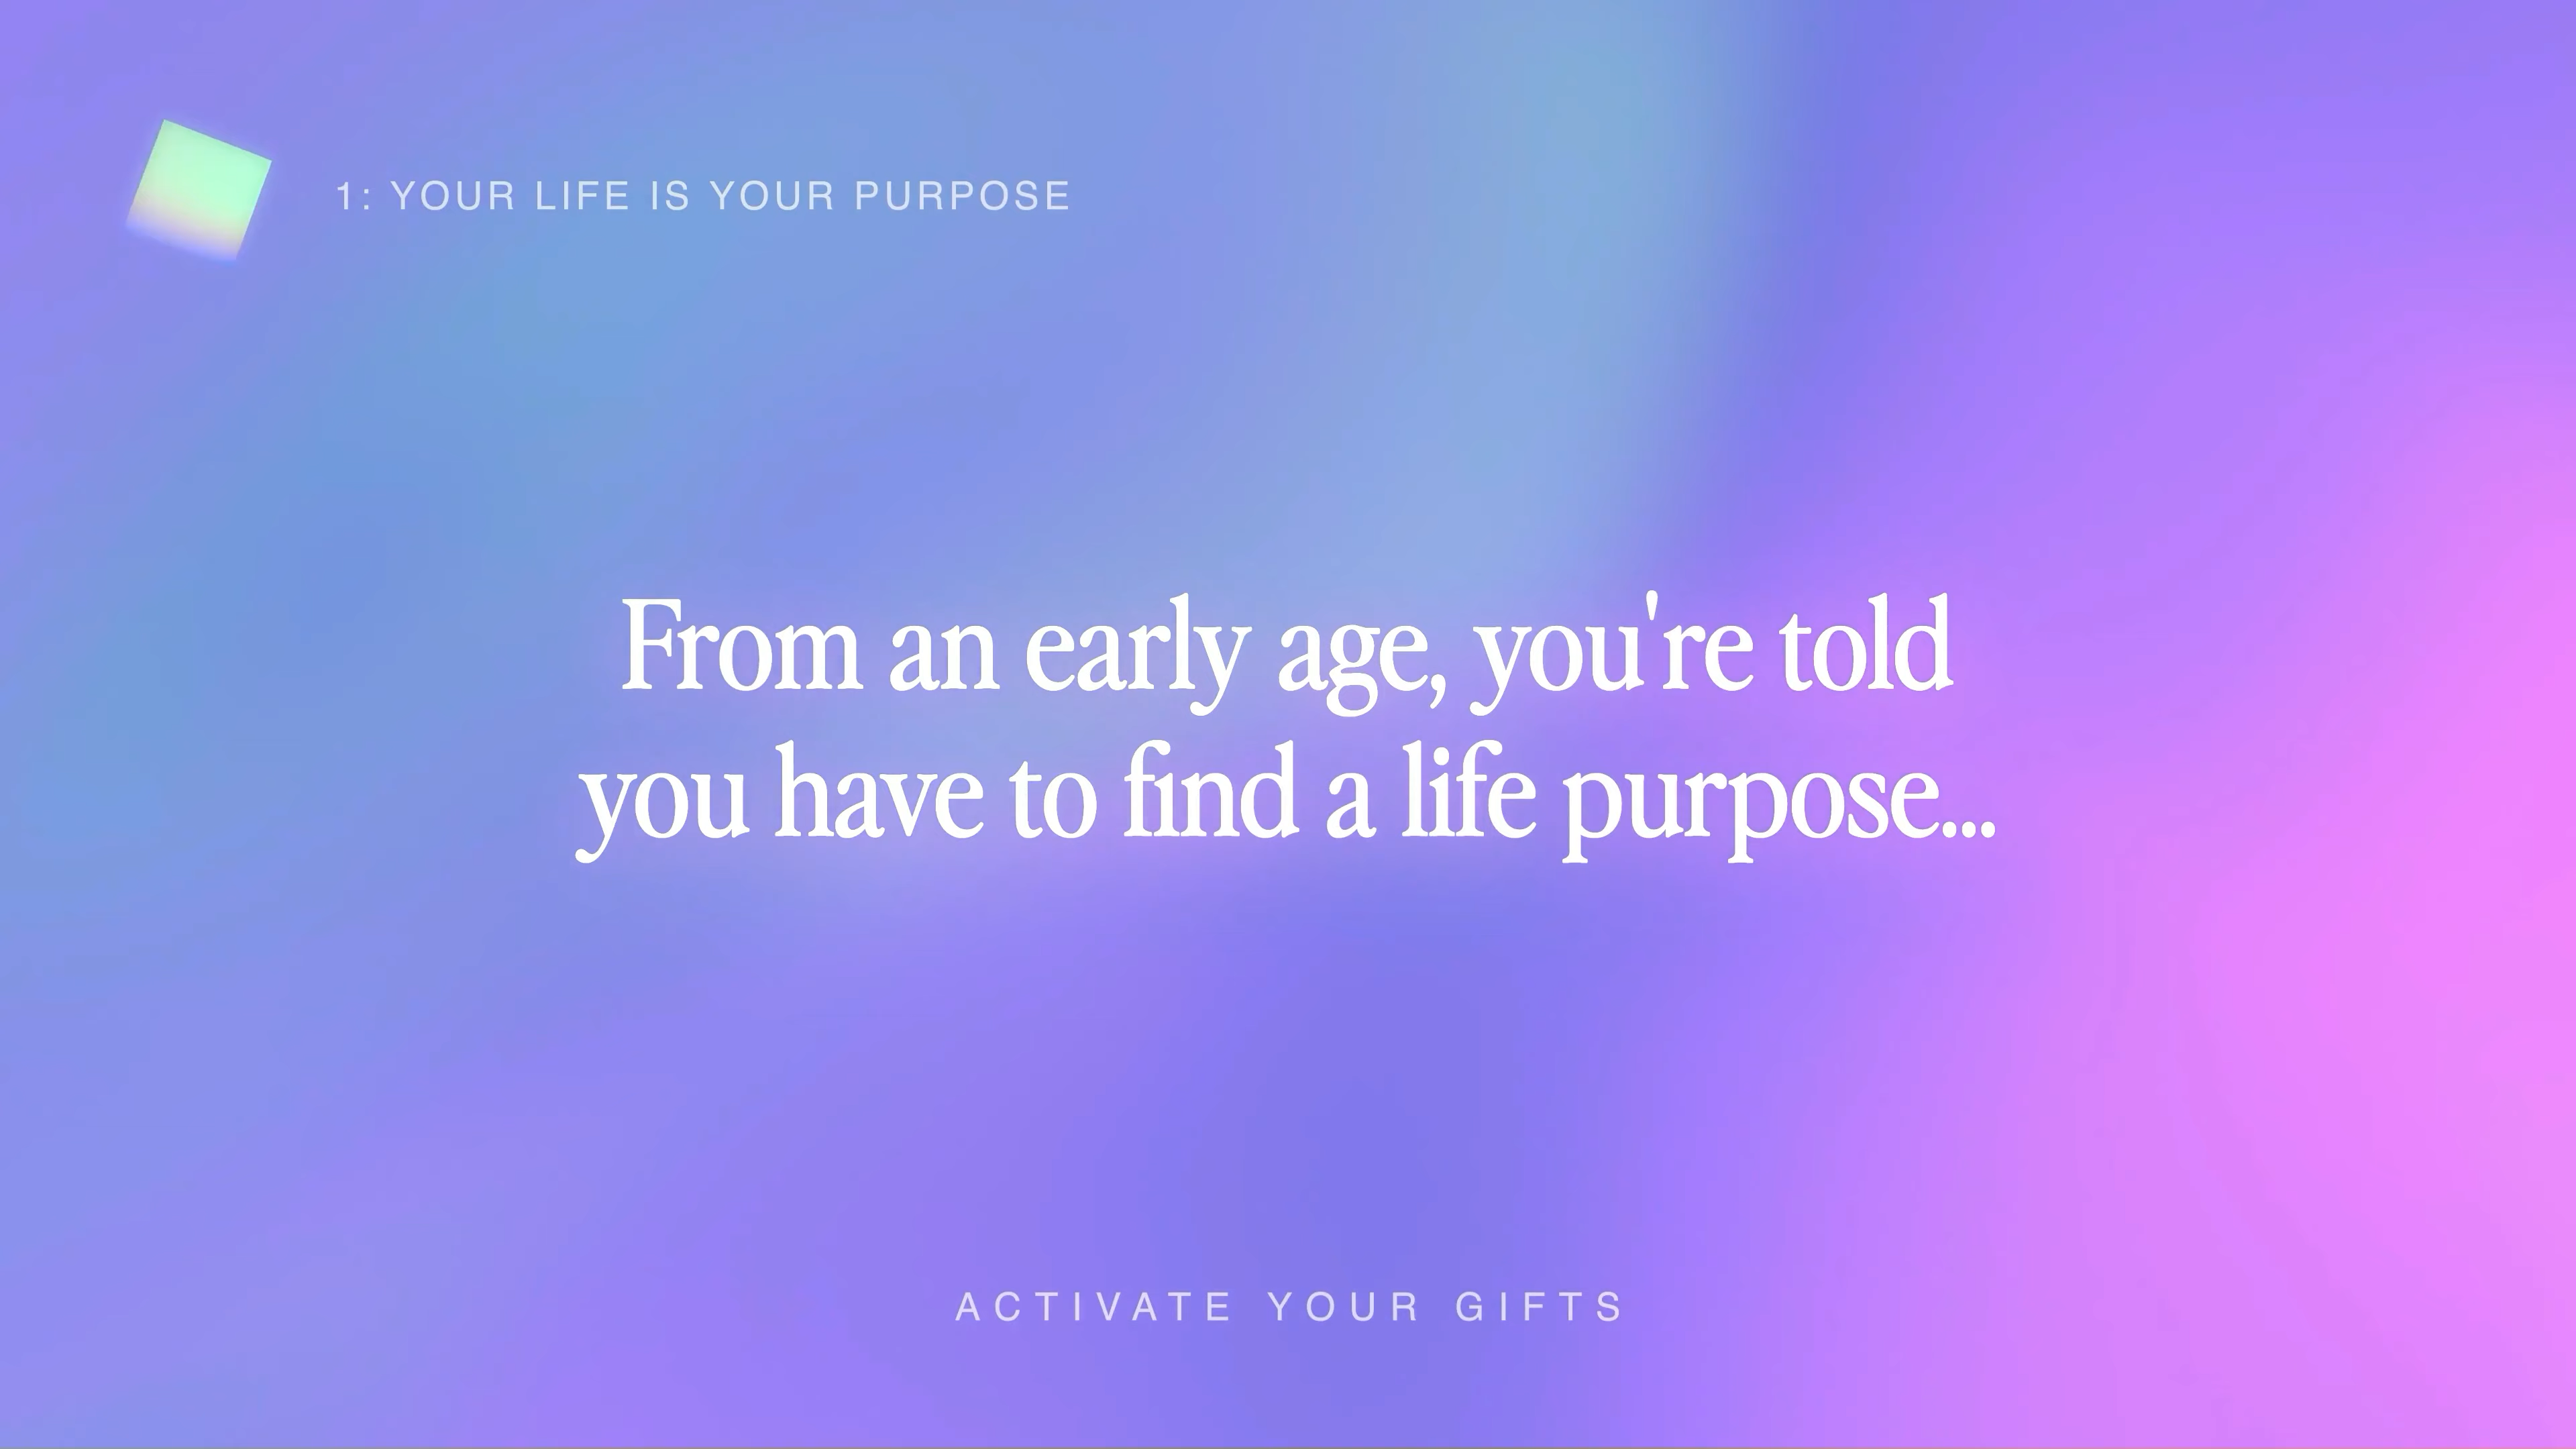 1: YOUR LIFE IS YOUR PURPOSE
From an early age, you're told
you have to find a life purpose...
ACTIVATE YOUR GIFTS